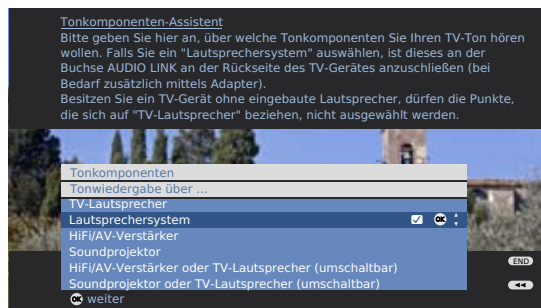 Tonkomponenten-Assistent
Bitte geben Sie hier an, über welche Tonkomponenten Sie Ihren TV-Ton hören
wollen. Falls Sie ein "Lautsprechersystem" auswählen, ist dieses an der
Buchse AUDIO LINK an der Rückseite des TV-Gerätes anzuschließen (bei
Bedarf zusätzlich mittels Adapter).
Besitzen Sie ein TV-Gerät ohne eingebaute Lautsprecher, dürfen die Punkte,
die sich auf "TV-Lautsprecher" beziehen, nicht ausgewählt werden.
Tonkomponenten
Tonwiedergabe über ...
TV-Lautsprecher
Lautsprechersystem OK
HiFi/AV-Verstärker
Soundprojektor
HiFi/AV-Verstärker oder TV-Lautsprecher (umschaltbar)
Soundprojektor oder TV-Lautsprecher (umschaltbar)
END
OK weiter